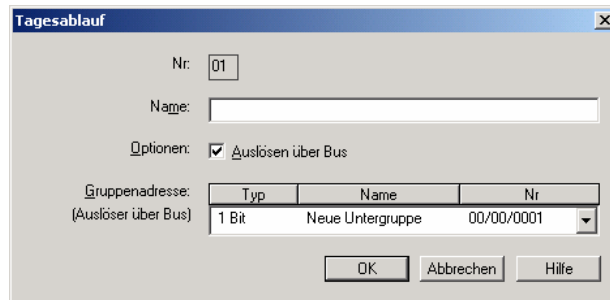 Tagesablauf
Nr: 01
Name:
Optionen: Auslösen über Bus
Gruppenadresse: Typ Name Nr
(Auslöser über Bus) 1 Bit Neue Untergruppe 00/00/0001
OK Abbrechen Hilfe